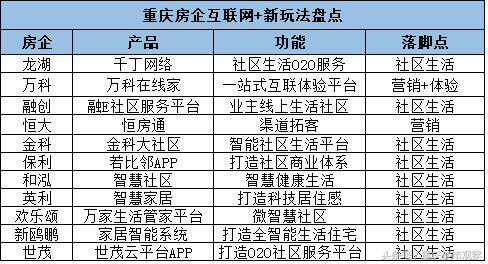 重庆房企互联网+新玩法盘点
房企 产品 功能 落脚点
龙湖 千丁网络 社区生活O2O服务 社区生活
万科 万科在线家 一站式互联体验平台 营销+体验
融创 融E社区服务平台 业主线上生活社区 社区生活
恒大 恒房通 渠道拓客 营销
金科 金科大社区 智能社区生活平台 社区生活
保利 若比邻APP 打造社区商业体系 社区生活
和泓 智慧社区 智慧健康生活 社区生活
英利 智慧家居 打造科技居住感 社区生活
欢乐颂 万家生活管家平台 微智慧社区 社区生活
新鸥鹏 家居智能系统 打造全智能生活住宅 社区生活
世茂 世茂云平台APP 打造O2O社区服务平台 社区生活